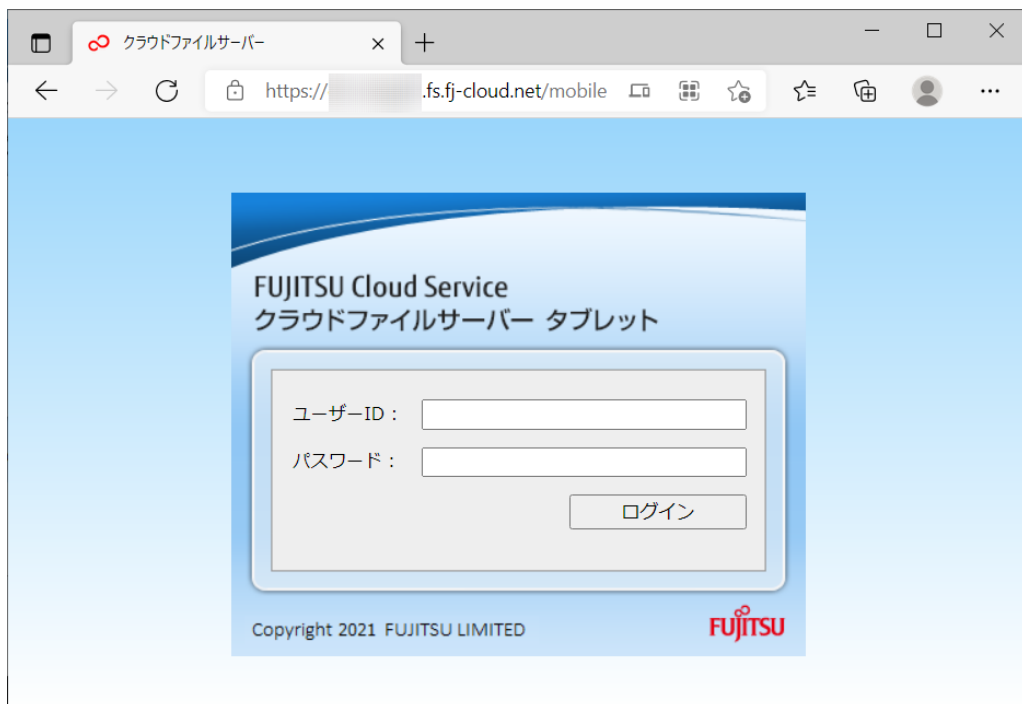 クラウドファイルサーバー
https://
.fs.fj-cloud.net/mobile
FUJITSU Cloud Service
クラウドファイルサーバー タブレット
ユーザーID：
パスワード：
ログイン
Copyright 2021 FUJITSU LIMITED
FUJITSU